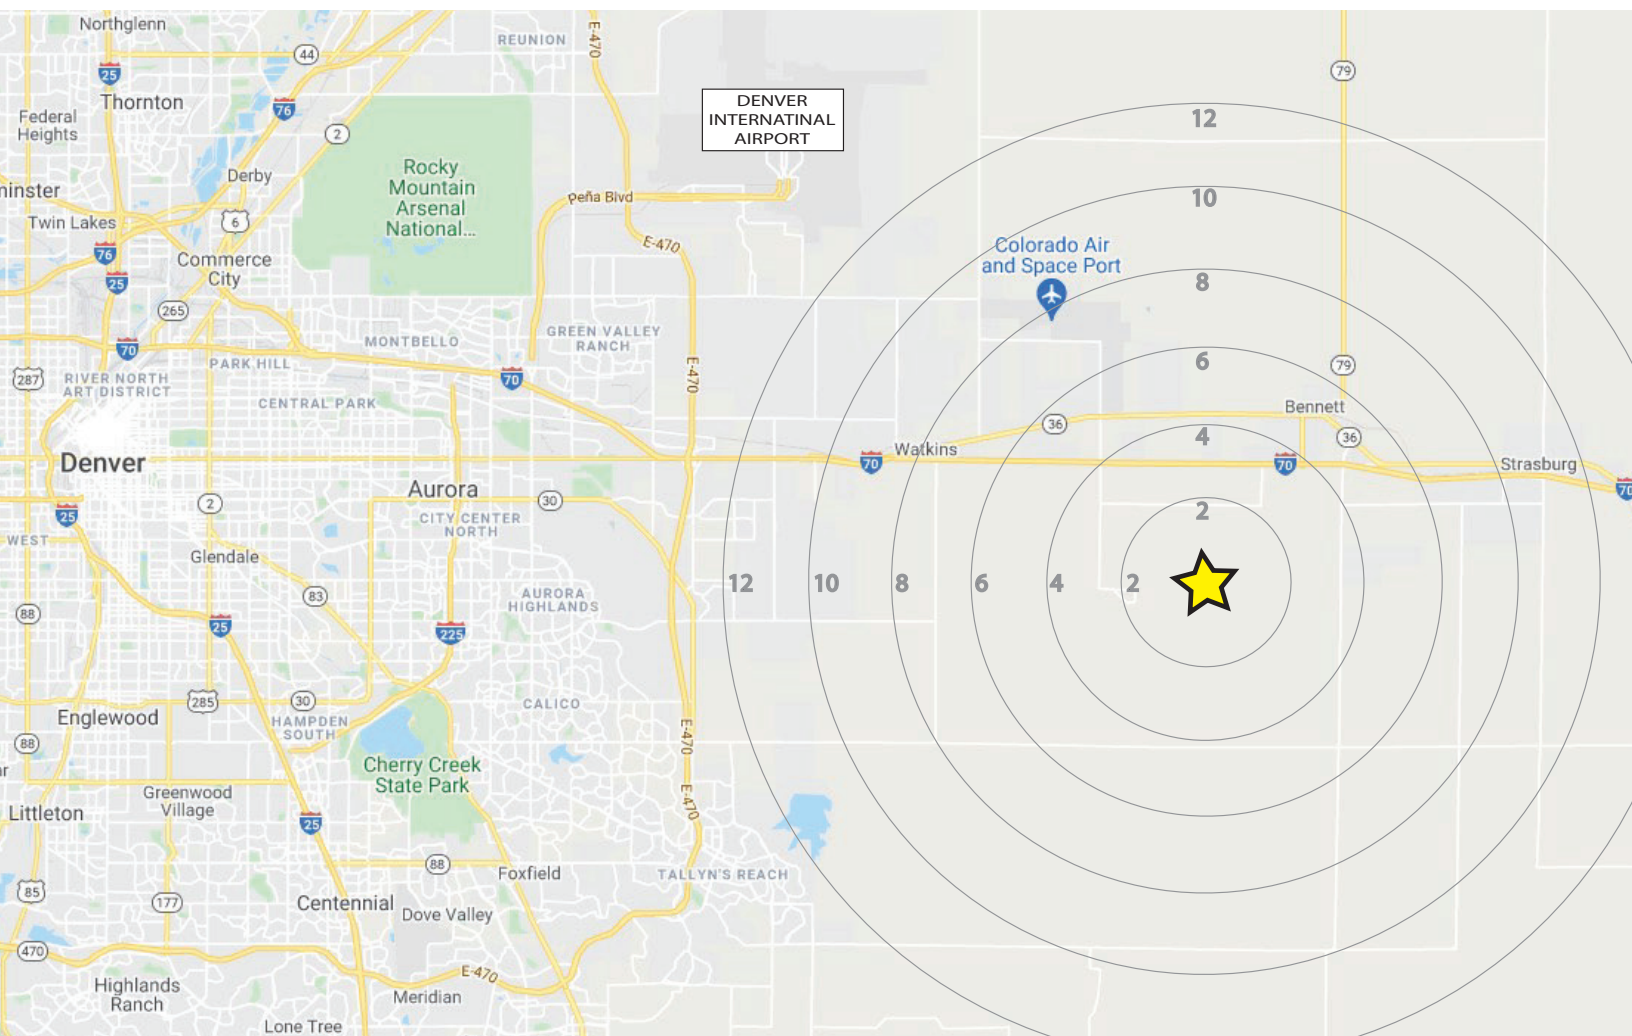 Northglenn
REUNION
E-470
44
79
25
76
Thornton
DENVER
INTERNATINAL
AIRPORT
12
Federal
Heights
2
Rocky
Mountain
Arsenal
National...
Derby
minster
Peña Blvd
10
Twin Lakes
6
E-470
Colorado Air
and Space Port
76
Commerce
City
25
8
265
GREEN VALLEY
RANCH
MONTBELLO
70
PARK HILL
6
79
E-470
287
RIVER NORTH
ART DISTRICT
70
CENTRAL PARK
Bennett
36
4
36
Watkins
Denver
70
70
Strasburg
70
Aurora
30
2
25
CITY CENTER
NORTH
2
WEST
Glendale
12
10
8
6
4
2
83
AURORA
HIGHLANDS
88
25
225
285
30
CALICO
Englewood
HAMPDEN
SOUTH
88
E-470
Cherry Creek
State Park
ar
Greenwood
Village
E-470
Littleton
25
88
Foxfield
TALLYN'S REACH
85
177
Centennial
Dove Valley
470
E-470
Highlands
Ranch
Meridian
Lone Tree